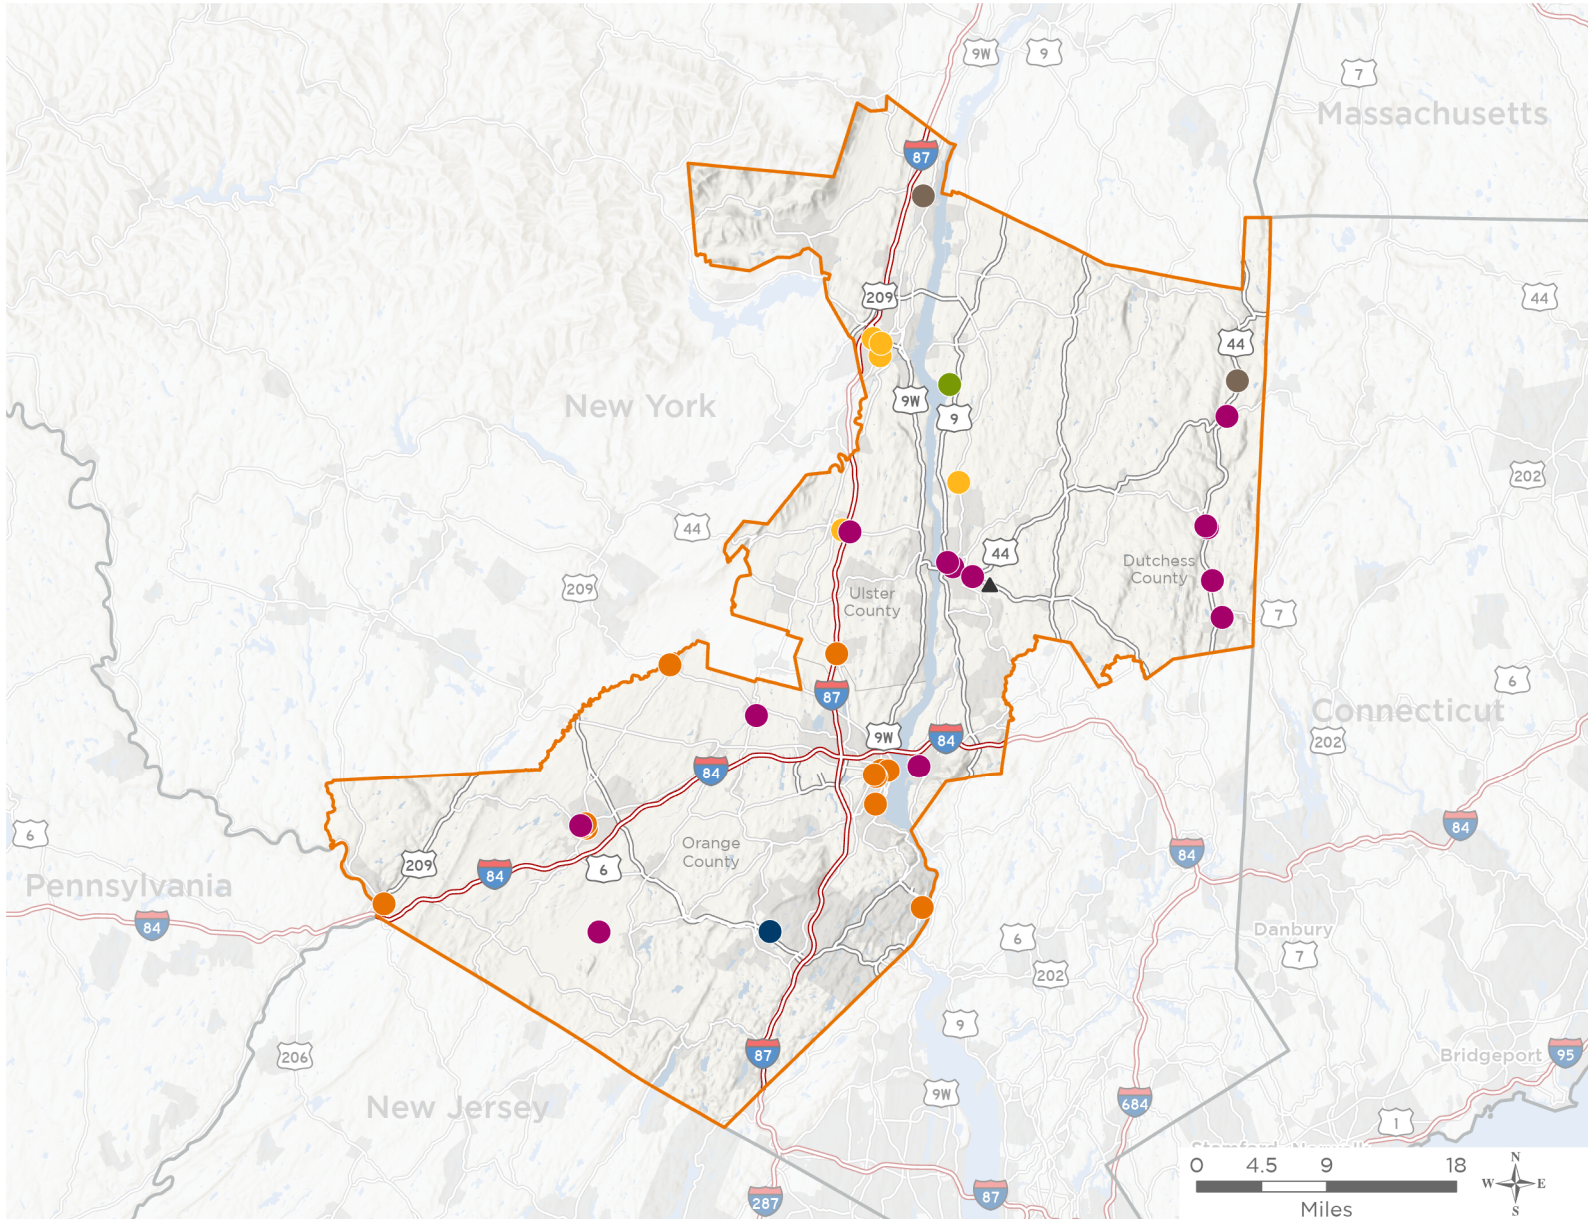 9W
9
7
Massachusetts
87
209
44
44
New York
9W
9
202
44
44
Dutchess
County
209
Ulster
County
7
6
87
Connecticut
9W
84
202
84
6
84
Orange
County
84
209
6
84
Pennsylvania
84
Danbury
6
7
202
9
206
87
Bridgeport
95
9W
New Jersey
684
1
0
4.5
9
18
Miles
N
W
E
S
287
87